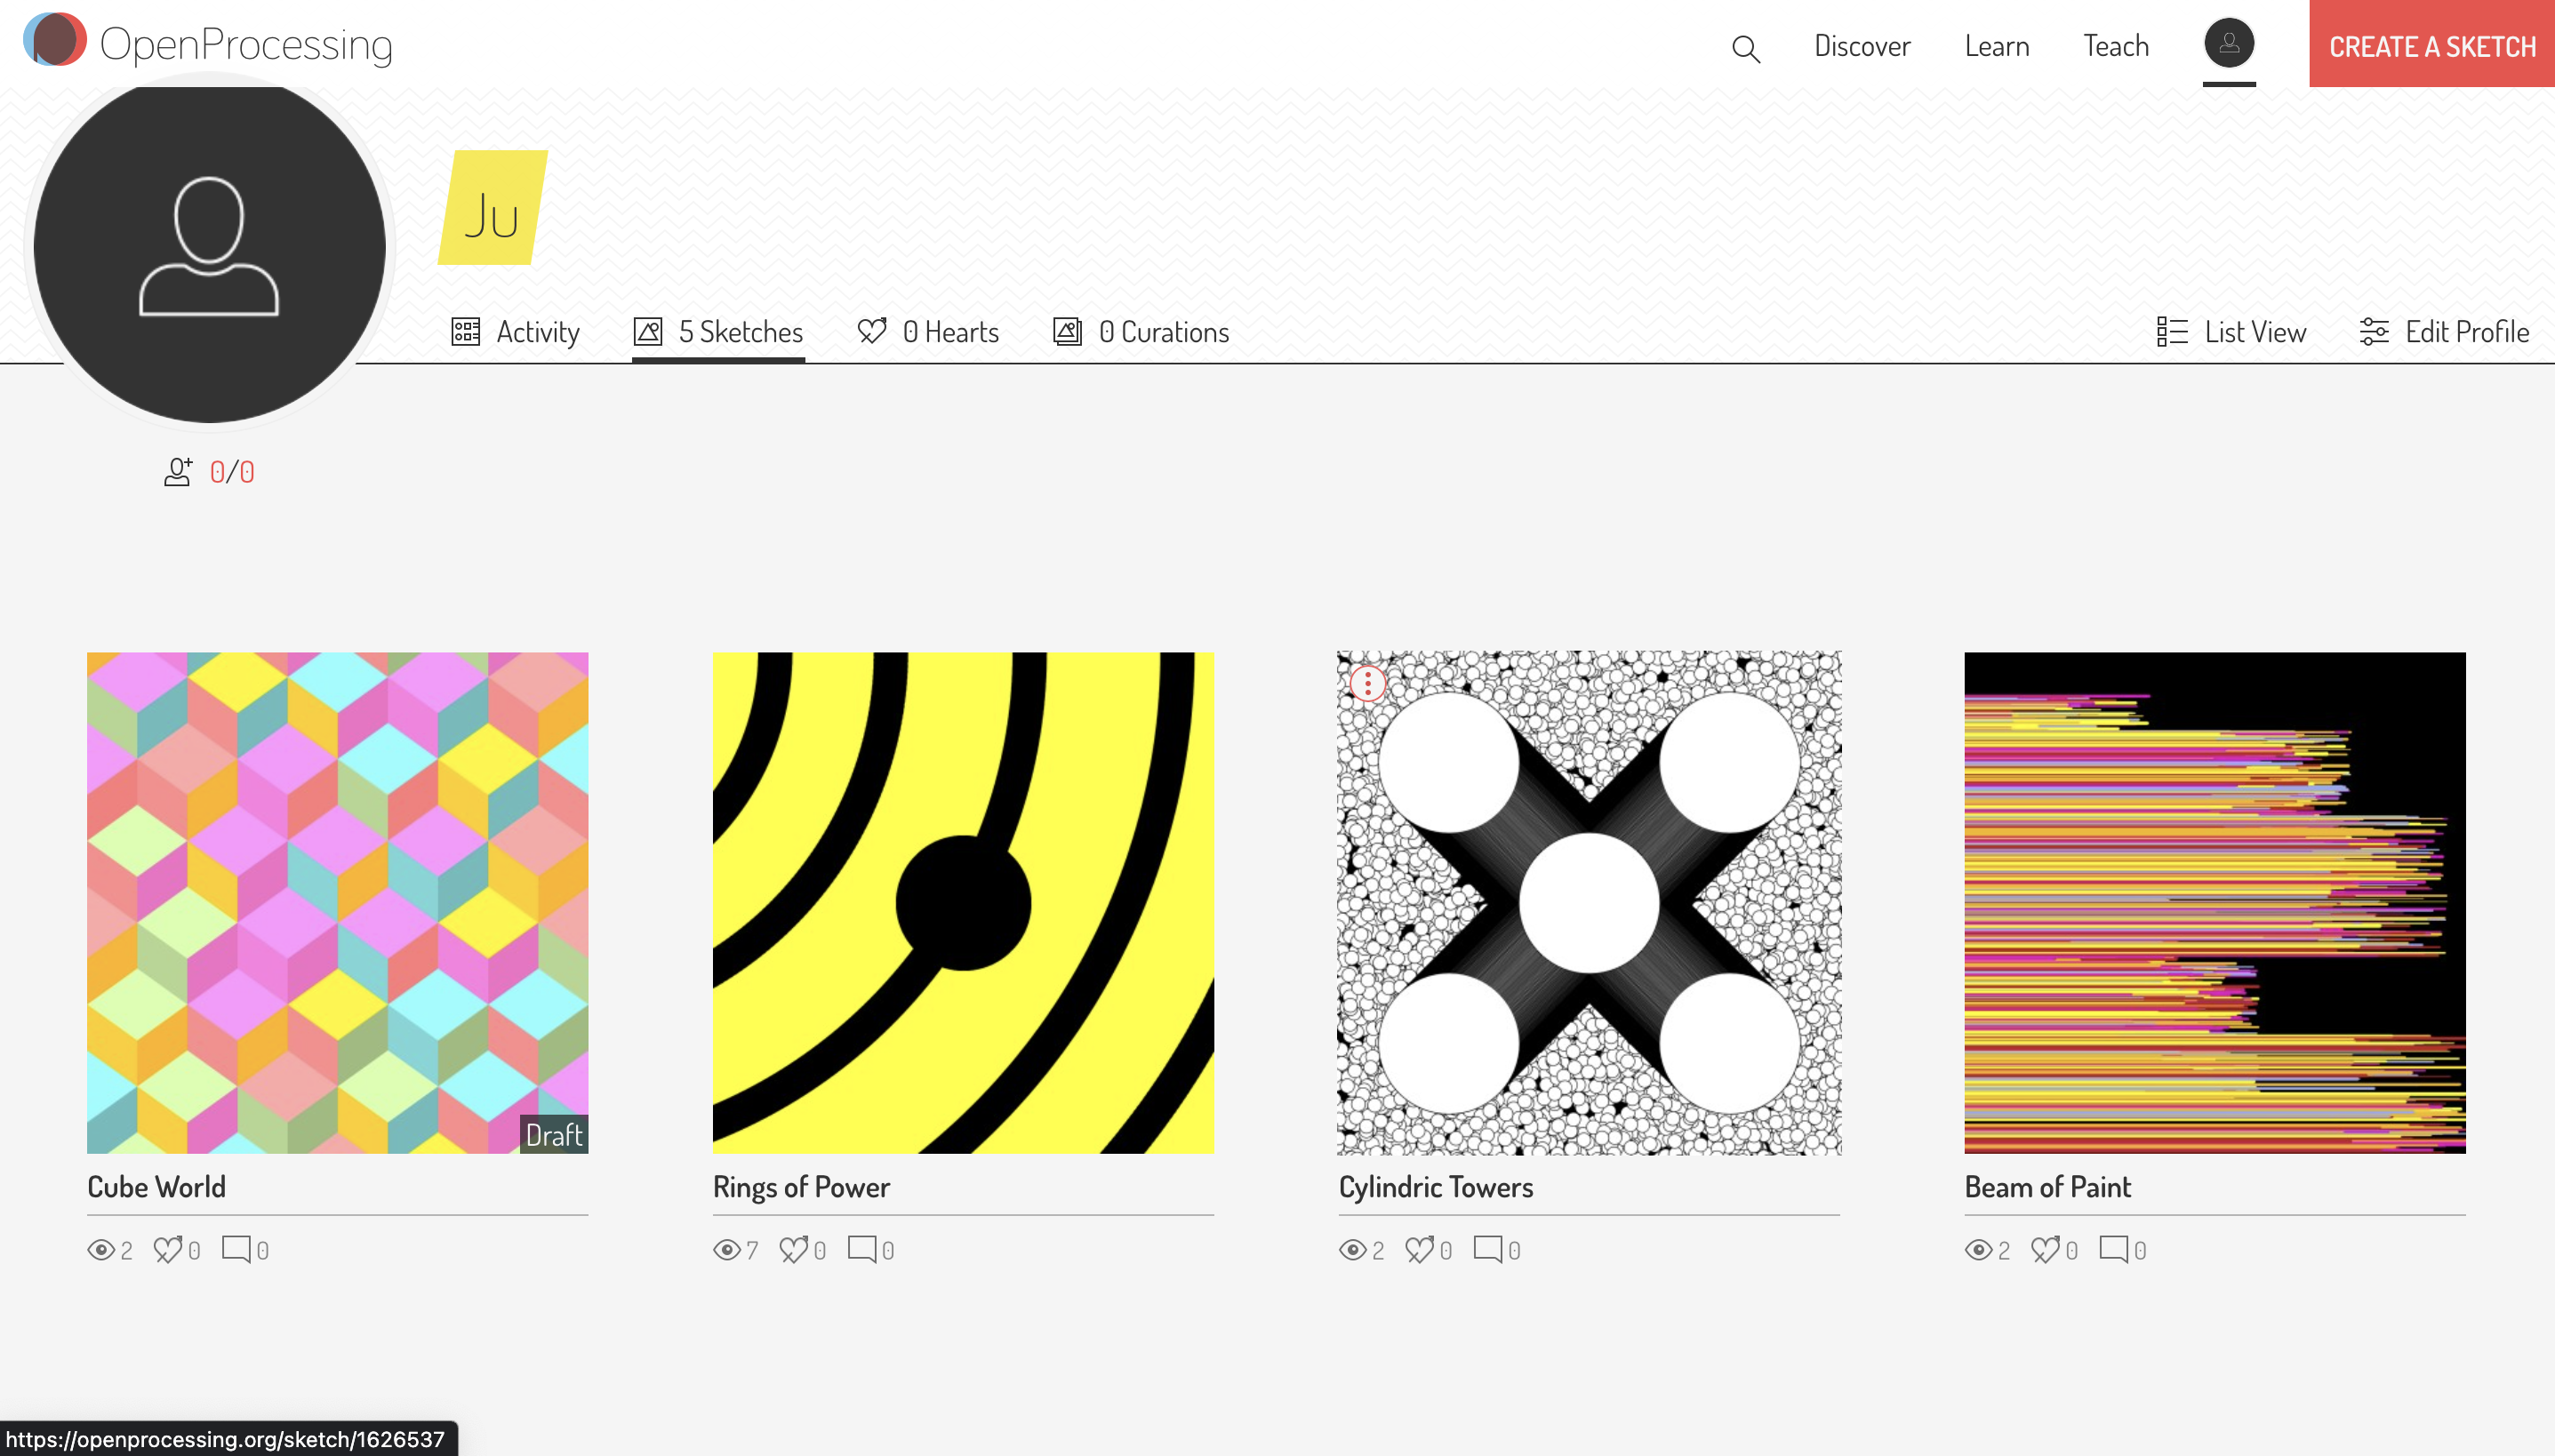 OpenProcessing
Discover Learn Teach CREATE A SKETCH
Ju
Activity 5 Sketches 0 Hearts 0 Curations List View Edit Profile
0/0
Draft
Cube World Rings of Power Cylindric Towers Beam of Paint
2 0 0 7 0 0 2 0 0 2 0 0
https://openprocessing.org/sketch/1626537